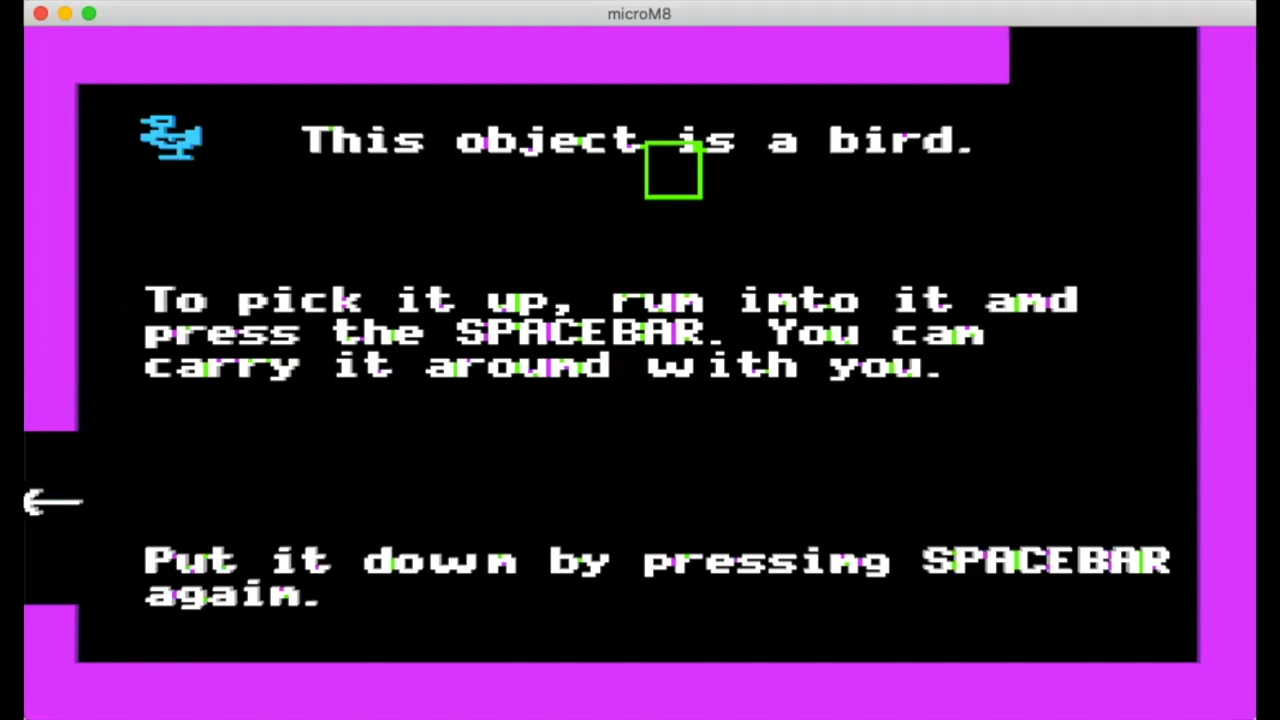 microM8
This object is a bird.
To pick it up, run into it and
press the SPACEBAR. You can
carry it around with you.
Put it down by pressing SPACEBAR
again.